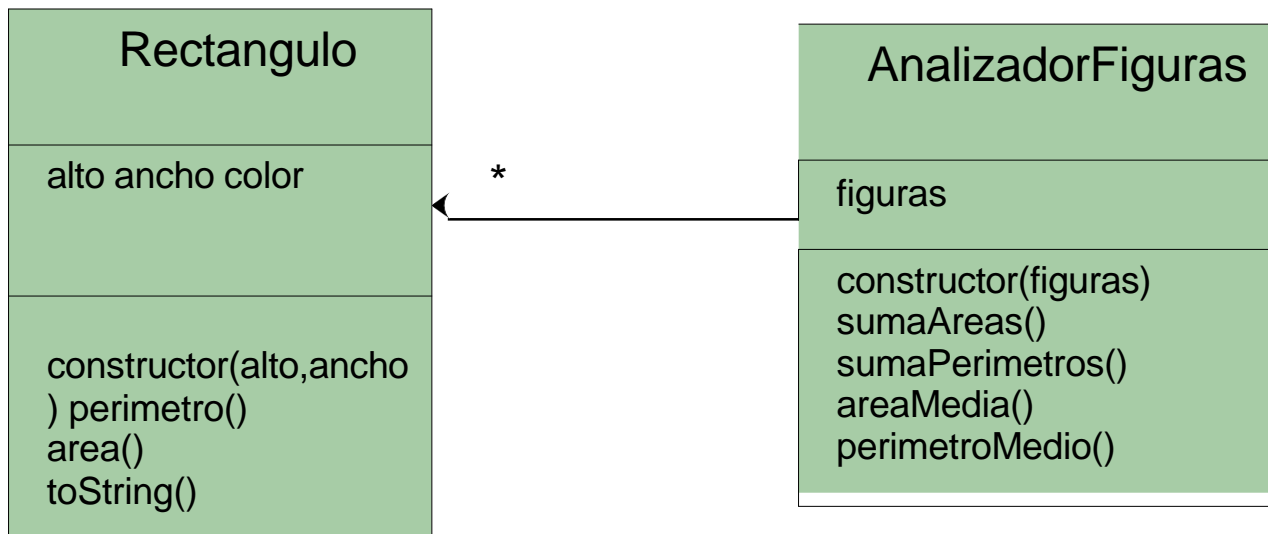 Rectangulo
alto ancho color
constructor(alto,ancho
) perimetro()
area()
toString()
*
AnalizadorFiguras
figuras
constructor(figuras)
sumaAreas()
sumaPerimetros()
areaMedia()
perimetroMedio()